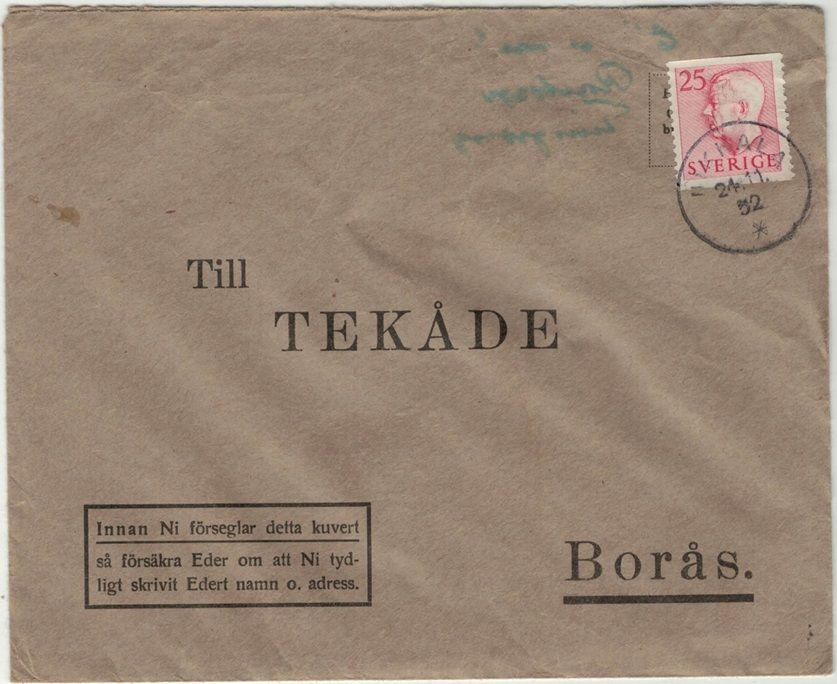 25
SVERIGE
24.11.
52
Till
TEKÅDE
Innan Ni förseglar detta kuvert
så försäkra Eder om att Ni tyd-
ligt skrivit Edert namn o. adress.
Borås.